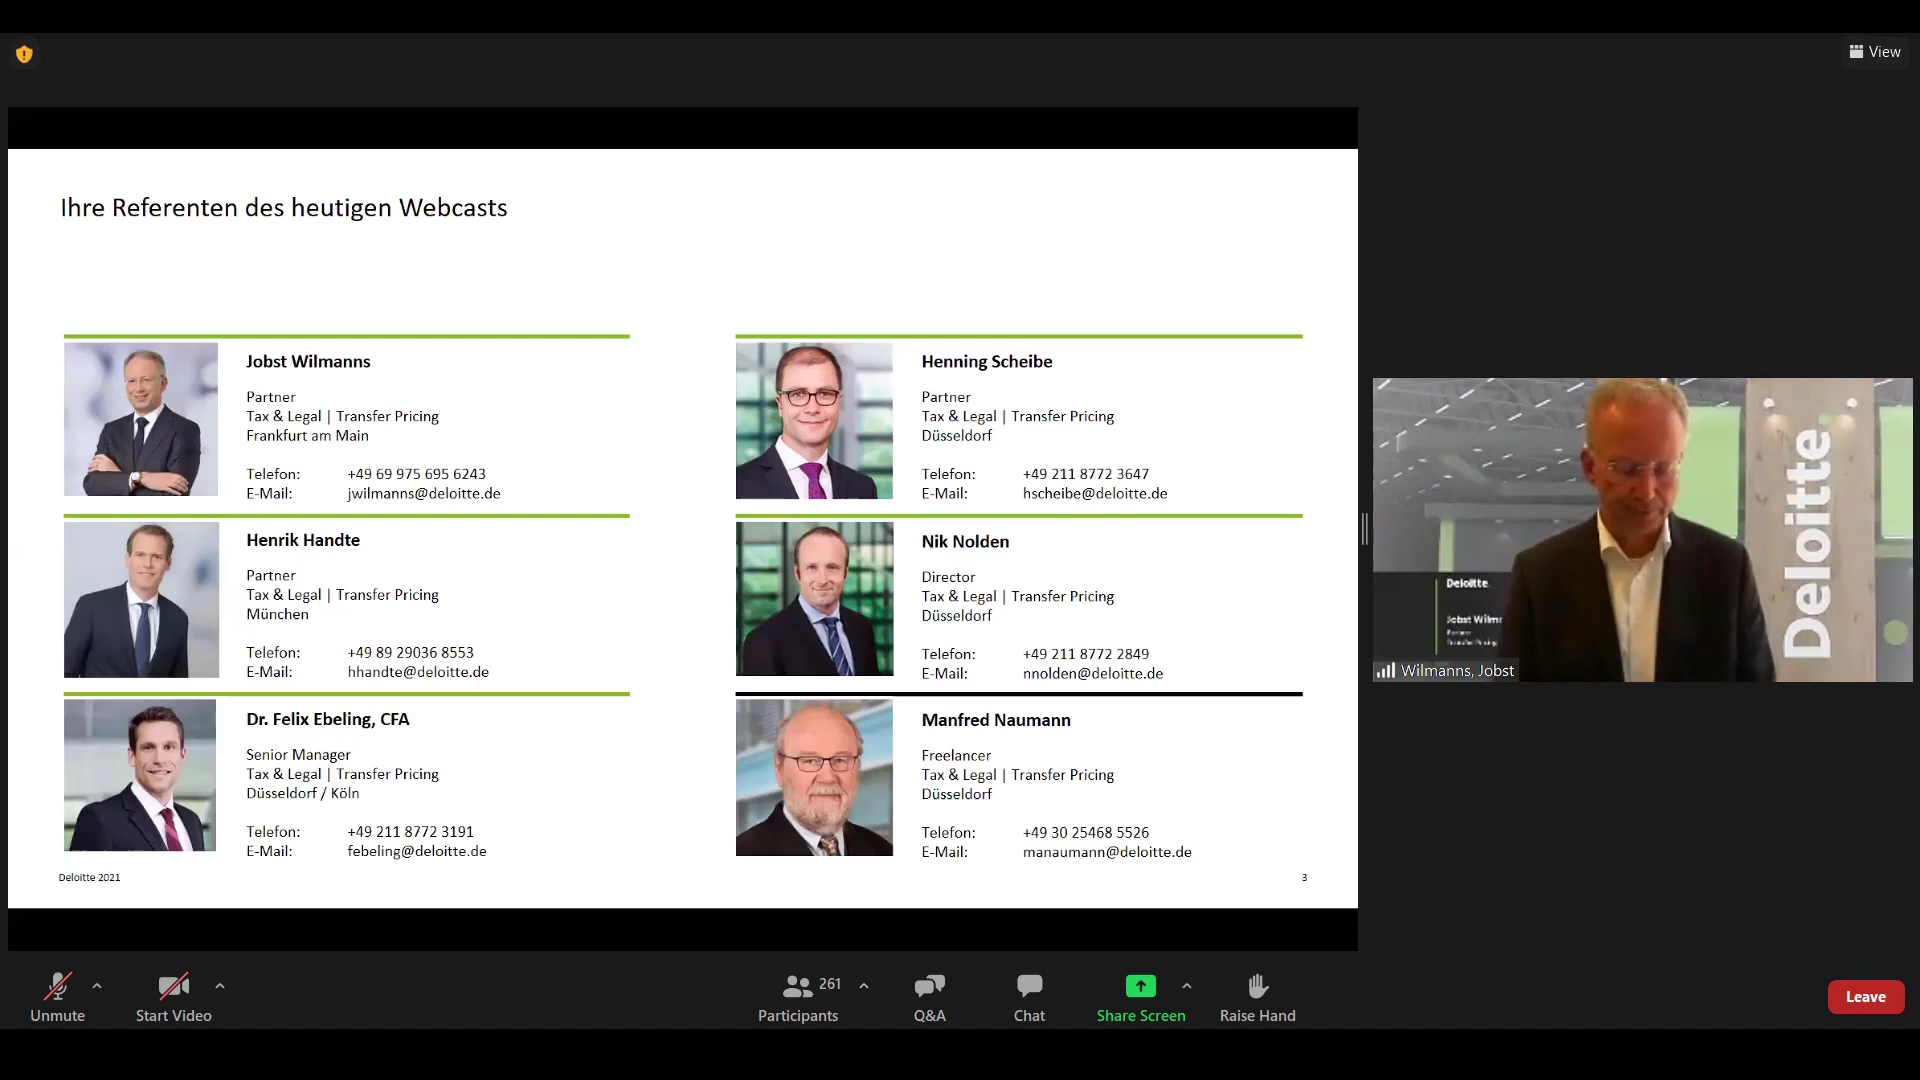 View
Ihre Referenten des heutigen Webcasts
Jobst Wilmanns
Partner
Tax & Legal | Transfer Pricing
Frankfurt am Main
Telefon: +49 69 975 695 6243
E-Mail: jwilmanns@deloitte.de
Henning Scheibe
Partner
Tax & Legal | Transfer Pricing
Düsseldorf
Telefon: +49 211 8772 3647
E-Mail: hscheibe@deloitte.de
Henrik Handte
Partner
Tax & Legal | Transfer Pricing
München
Telefon: +49 89 29036 8553
E-Mail: hhandte@deloitte.de
Nik Nolden
Director
Tax & Legal | Transfer Pricing
Düsseldorf
Telefon: +49 211 8772 2849
E-Mail: nnolden@deloitte.de
Dr. Felix Ebeling, CFA
Senior Manager
Tax & Legal | Transfer Pricing
Düsseldorf / Köln
Telefon: +49 211 8772 3191
E-Mail: febeling@deloitte.de
Manfred Naumann
Freelancer
Tax & Legal | Transfer Pricing
Düsseldorf
Telefon: +49 30 25468 5526
E-Mail: manaumann@deloitte.de
Deloitte 2021
3
Deloitte.
Deloitte.
Jobst Wilm
Partner
Transfer Pricing
Wilmanns, Jobst
Unmute
Start Video
261
Participants
Q&A
Chat
Share Screen
Raise Hand
Leave